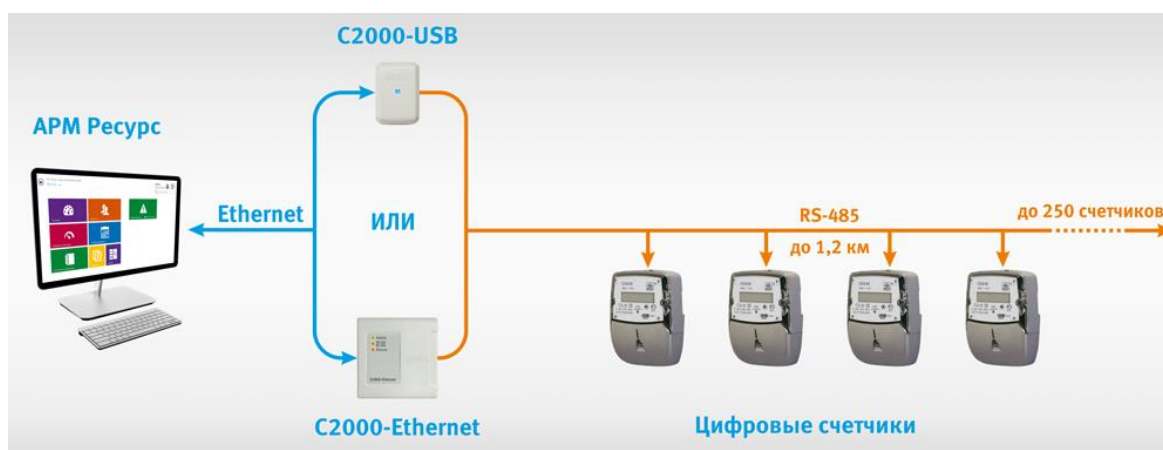 С2000-USB
АРМ Ресурс
Ethernet
ИЛИ
RS-485
до 1,2 км
до 250 счетчиков
С2000-Ethernet
Цифровые счетчики